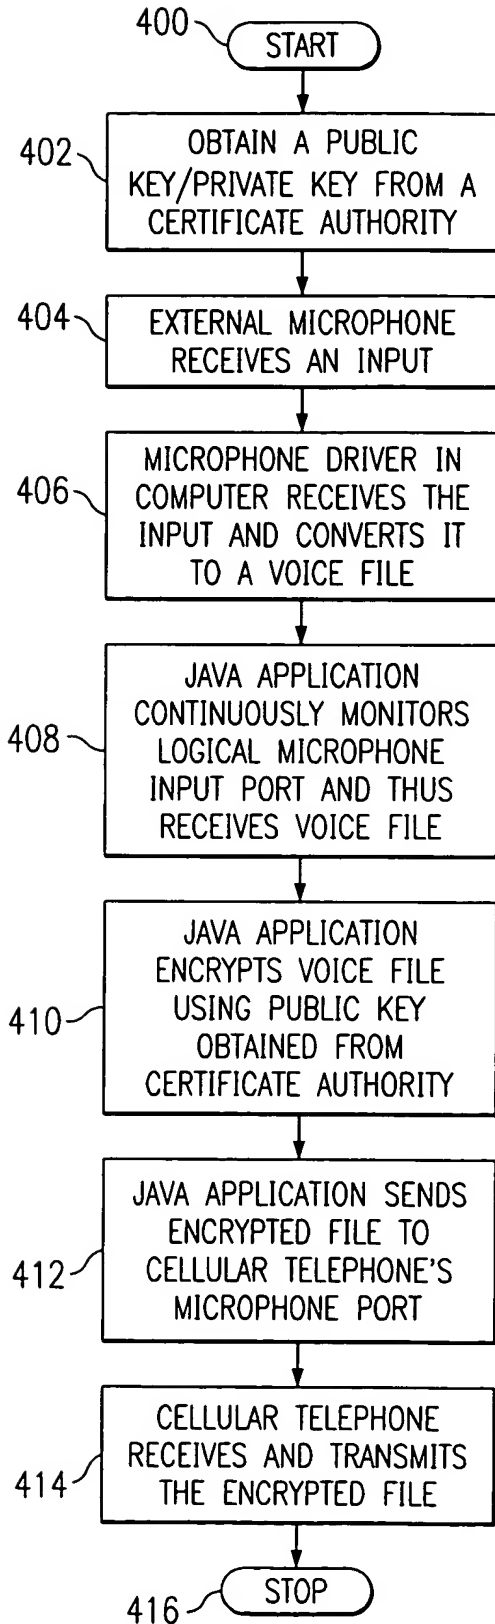 400
START
402
OBTAIN A PUBLIC
KEY/PRIVATE KEY FROM A
CERTIFICATE AUTHORITY
404
EXTERNAL MICROPHONE
RECEIVES AN INPUT
406
MICROPHONE DRIVER IN
COMPUTER RECEIVES THE
INPUT AND CONVERTS IT
TO A VOICE FILE
408
JAVA APPLICATION
CONTINUOUSLY MONITORS
LOGICAL MICROPHONE
INPUT PORT AND THUS
RECEIVES VOICE FILE
410
JAVA APPLICATION
ENCRYPTS VOICE FILE
USING PUBLIC KEY
OBTAINED FROM
CERTIFICATE AUTHORITY
412
JAVA APPLICATION SENDS
ENCRYPTED FILE TO
CELLULAR TELEPHONE'S
MICROPHONE PORT
414
CELLULAR TELEPHONE
RECEIVES AND TRANSMITS
THE ENCRYPTED FILE
416
STOP